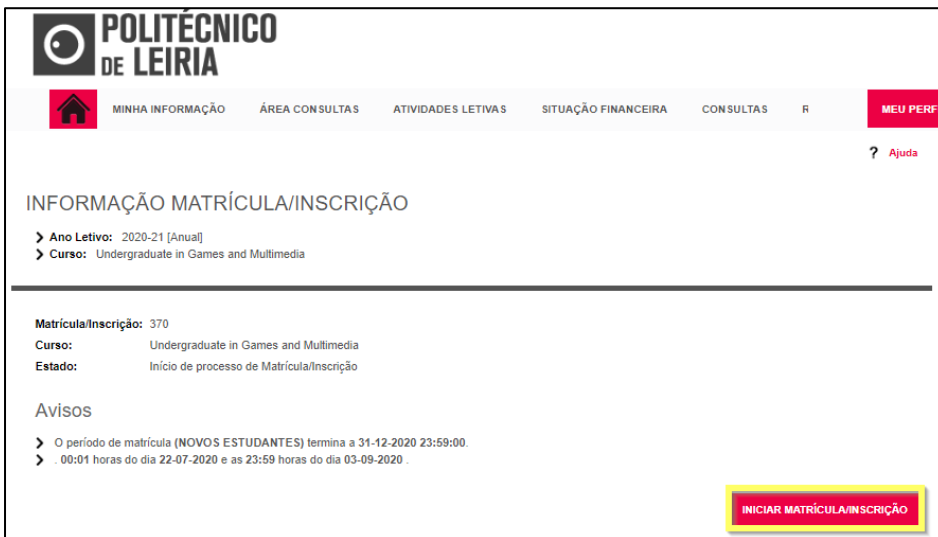 POLITÉCNICO
DE LEIRIA
MINHA INFORMAÇÃO ÁREA CONSULTAS ATIVIDADES LETIVAS SITUAÇÃO FINANCEIRA CONSULTAS R MEU PERF
? Ajuda
INFORMAÇÃO MATRÍCULA/INSCRIÇÃO
Ano Letivo: 2020-21 [Anual]
Curso: Undergraduate in Games and Multimedia
Matrícula/Inscrição: 370
Curso: Undergraduate in Games and Multimedia
Estado: Início de processo de Matrícula/Inscrição
Avisos
O período de matrícula (NOVOS ESTUDANTES) termina a 31-12-2020 23:59:00.
. 00:01 horas do dia 22-07-2020 e as 23:59 horas do dia 03-09-2020 .
INICIAR MATRÍCULA/INSCRIÇÃO